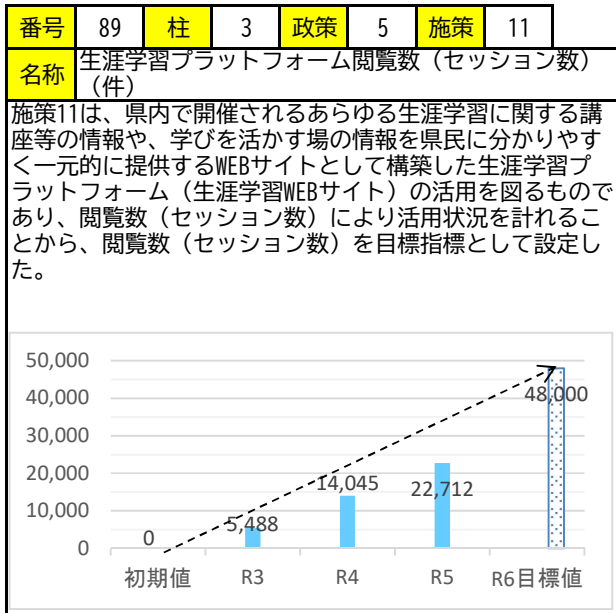 番号 89 柱 3 政策 5 施策 11
名称 生涯学習プラットフォーム閲覧数（セッション数）
（件）
施策11は、県内で開催されるあらゆる生涯学習に関する講
座等の情報や、学びを活かす場の情報を県民に分かりやす
く一元的に提供するWEBサイトとして構築した生涯学習プ
ラットフォーム（生涯学習WEBサイト）の活用を図るもので
あり、閲覧数（セッション数）により活用状況を計れるこ
とから、閲覧数（セッション数）を目標指標として設定し
た。
50,000
40,000
30,000
20,000
10,000
0
0
5,488
14,045
22,712
48,000
初期値 R3 R4 R5 R6目標値